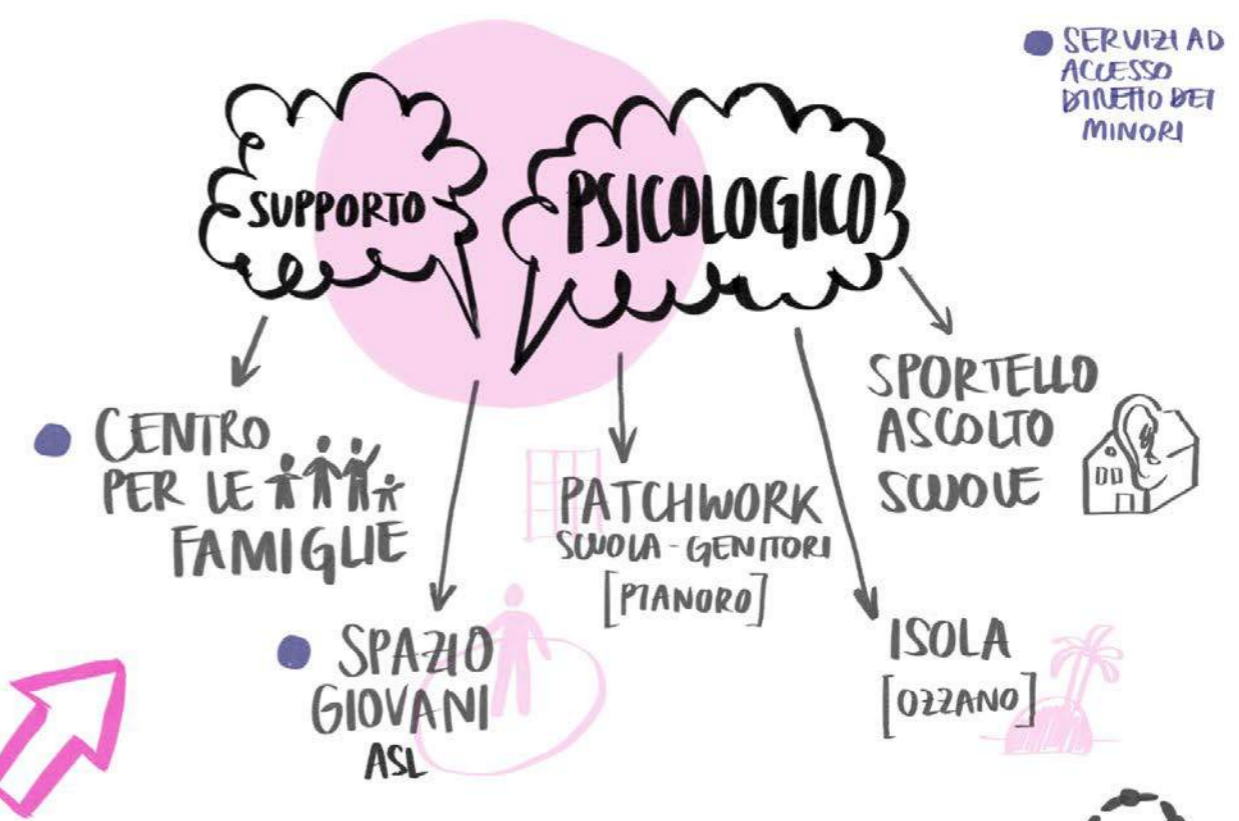 SERVIZI AD
ACCESSO
DIRETTO DEI
MINORI
SUPPORTO
PSICOLOGICO
CENTRO
PER LE
FAMIGLIE
SPAZIO
GIOVANI
ASL
PATCHWORK
SCUOLA - GENITORI
[PIANORO]
ISOLA
[OZZANO]
SPORTELLO
ASCOLTO
SCUOLE